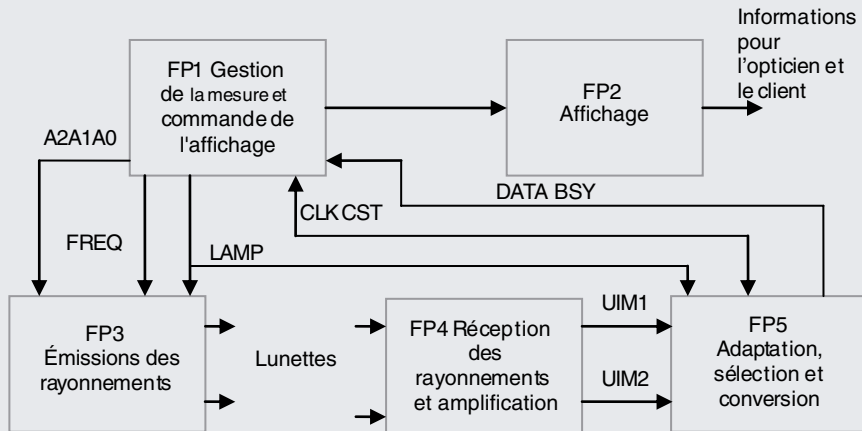 Informations
pour
l'opticien et
le client
FP1 Gestion
de la mesure et
commande de
l'affichage
FP2
Affichage
A2A1A0
DATA BSY
CLK CST
FREQ
LAMP
FP3
Émissions des
rayonnements
Lunettes
FP4 Réception
des
rayonnements
et amplification
UIM1
UIM2
FP5
Adaptation,
sélection et
conversion